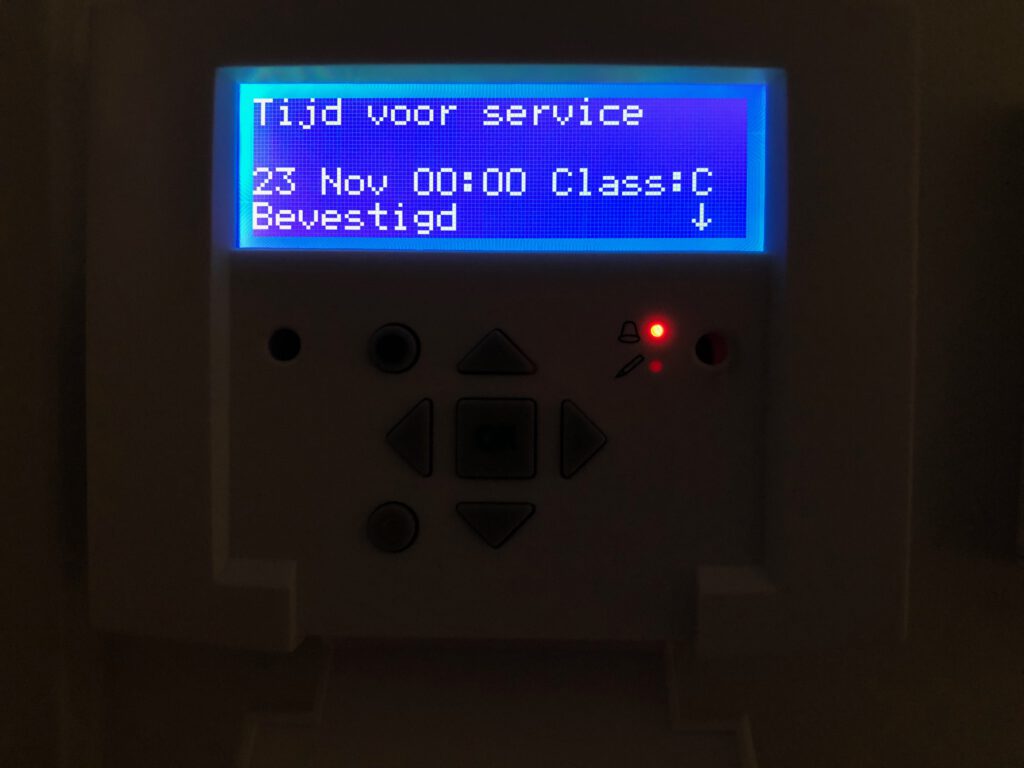 Tijd voor service
23 Nov 00:00 Class:C
Bevestigd ↓